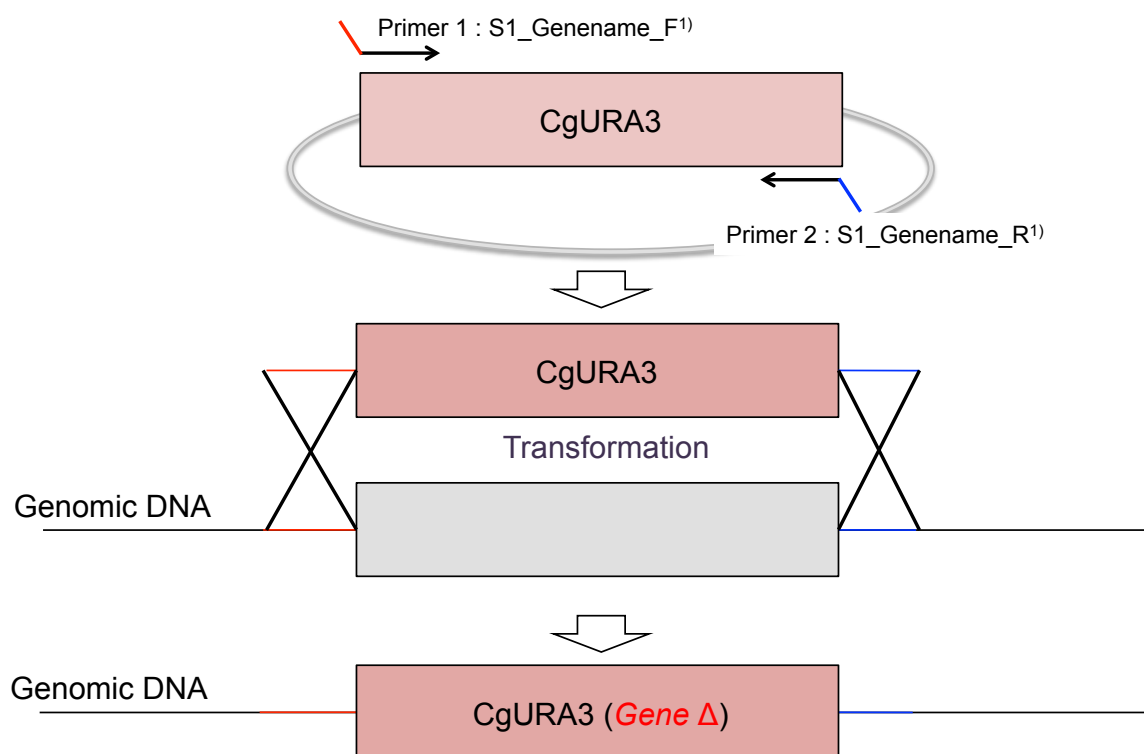 Primer 1 : S1_Genename_F1)
CgURA3
Primer 2 : S1_Genename_R1)
CgURA3
Transformation
Genomic DNA
Genomic DNA
CgURA3 (Gene Δ)